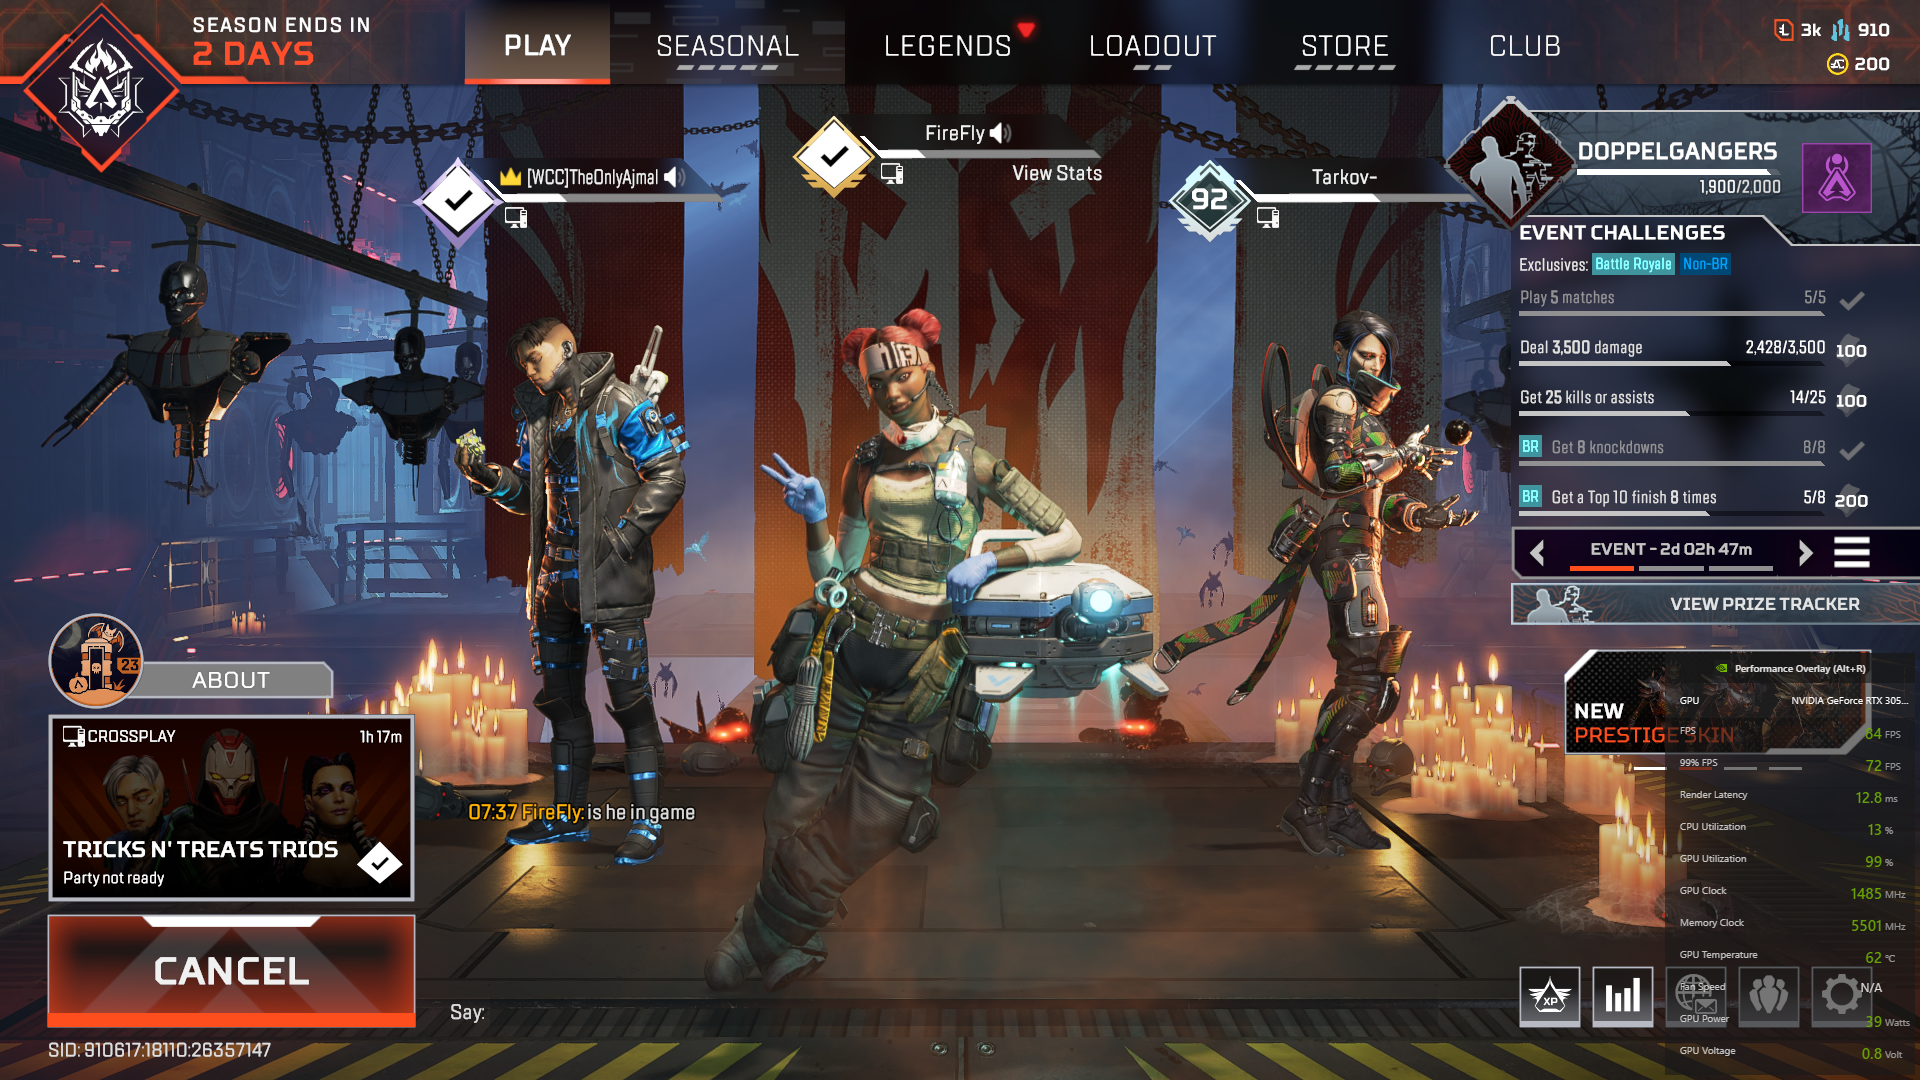 SEASON ENDS IN
2 DAYS
PLAY
SEASONAL
LEGENDS
LOADOUT
STORE
CLUB
3k
910
200
[WCC]TheOnlyAjmal
FireFly
View Stats
92
Tarkov-
DOPPELGANGERS
1,900/2,000
EVENT CHALLENGES
Exclusives: Battle Royale Non-BR
Play 5 matches 5/5
Deal 3,500 damage 2,428/3,500 100
Get 25 kills or assists 14/25 100
BR Get 8 knockdowns 8/8
BR Get a Top 10 finish 8 times 5/8 200
EVENT - 2d 02h 47m
VIEW PRIZE TRACKER
NEW
PRESTIGE SKIN
Performance Overlay (Alt+R)
GPU NVIDIA GeForce RTX 305...
FPS 84 FPS
99% FPS 72 FPS
Render Latency 12.8 ms
CPU Utilization 13 %
GPU Utilization 99 %
GPU Clock 1485 MHz
Memory Clock 5501 MHz
GPU Temperature 62 °C
Fan Speed N/A
GPU Power 39 Watts
GPU Voltage 0.8 Volt
XP
23
ABOUT
CROSSPLAY 1h 17m
TRICKS N' TREATS TRIOS
Party not ready
CANCEL
07:37 FireFly: is he in game
Say:
SID: 910617:18110:26357147